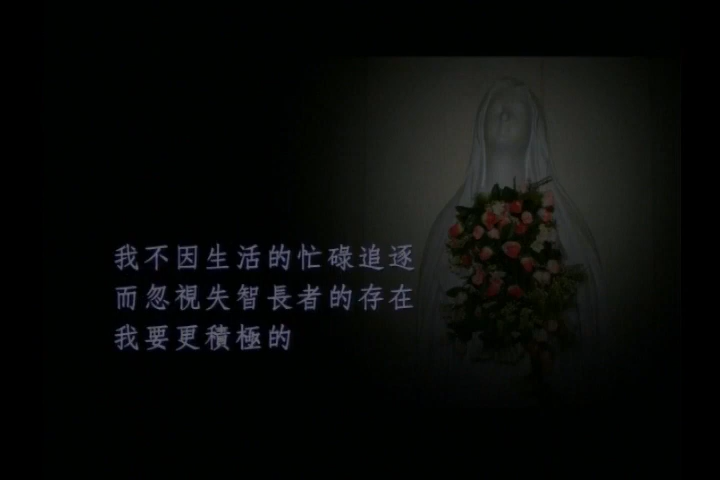 我不因生活的忙碌追逐
而忽視失智長者的存在
我要更積極的